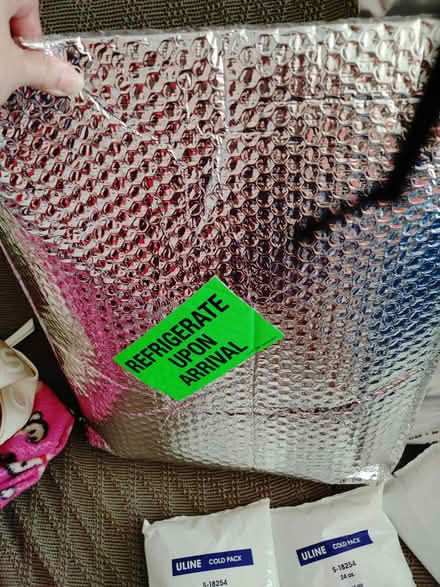 REFRIGERATE
UPON
ARRIVAL
ULINE COLD PACK
S-18254
ULINE COLD PACK
S-18254
24 oz.